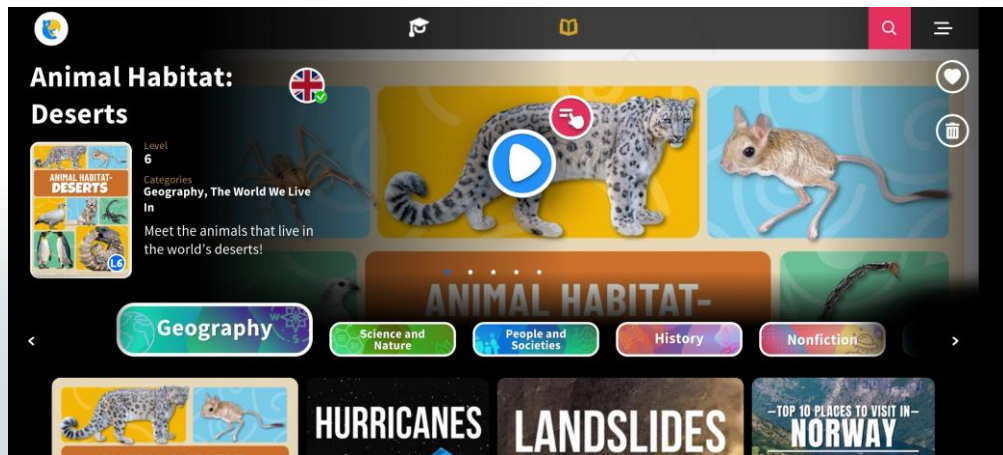 Animal Habitat:
Deserts
Level
6
Categories
Geography, The World We Live
In
Meet the animals that live in
the world's deserts!
ANIMAL HABITAT-
DESERTS
L6
ANIMAL HABITAT-
Geography
Science and
Nature
People and
Societies
History
Nonfiction
HURRICANES
LANDSLIDES
–TOP 10 PLACES TO VISIT IN–
NORWAY